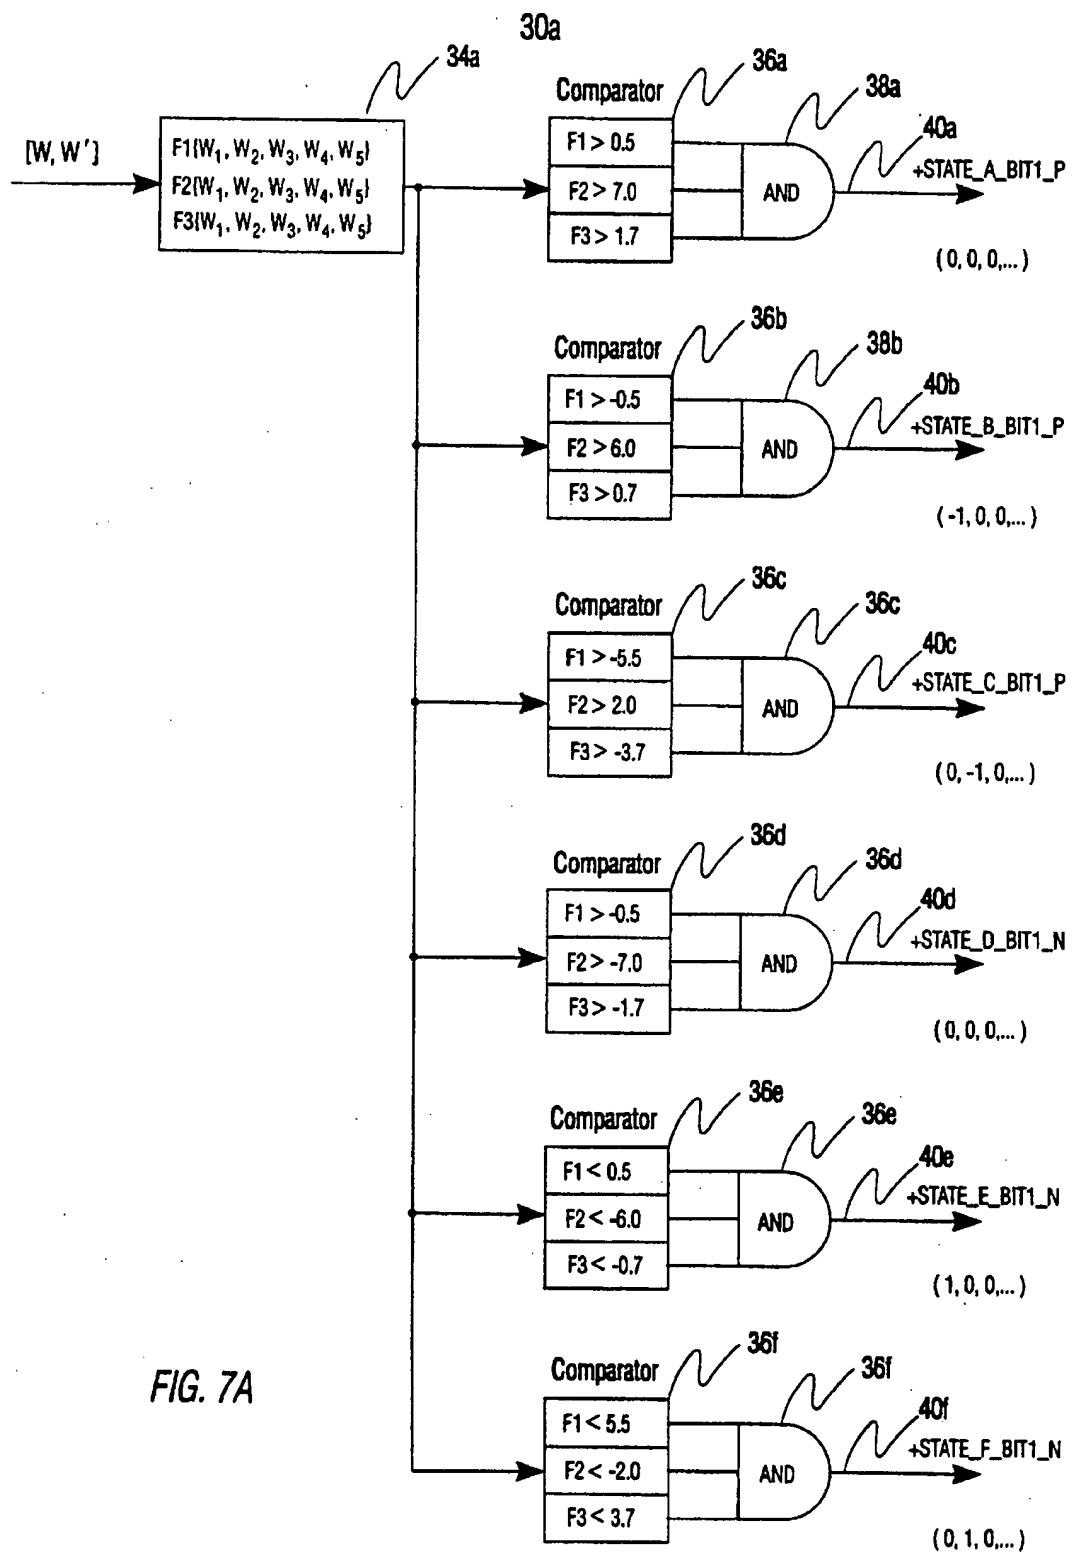 30a
34a
[W, W']
F1{W1, W2, W3, W4, W5}
F2{W1, W2, W3, W4, W5}
F3{W1, W2, W3, W4, W5}
Comparator
36a
F1 > 0.5
F2 > 7.0
F3 > 1.7
38a
AND
40a
+STATE_A_BIT1_P
( 0, 0, 0,... )
Comparator
36b
F1 > -0.5
F2 > 6.0
F3 > 0.7
38b
AND
40b
+STATE_B_BIT1_P
( -1, 0, 0,... )
Comparator
36c
F1 > -5.5
F2 > 2.0
F3 > -3.7
36c
AND
40c
+STATE_C_BIT1_P
( 0, -1, 0,... )
Comparator
36d
F1 > -0.5
F2 > -7.0
F3 > -1.7
36d
AND
40d
+STATE_D_BIT1_N
( 0, 0, 0,... )
Comparator
36e
F1 < 0.5
F2 < -6.0
F3 < -0.7
36e
AND
40e
+STATE_E_BIT1_N
( 1, 0, 0,... )
Comparator
36f
F1 < 5.5
F2 < -2.0
F3 < 3.7
36f
AND
40f
+STATE_F_BIT1_N
( 0, 1, 0,... )
FIG. 7A